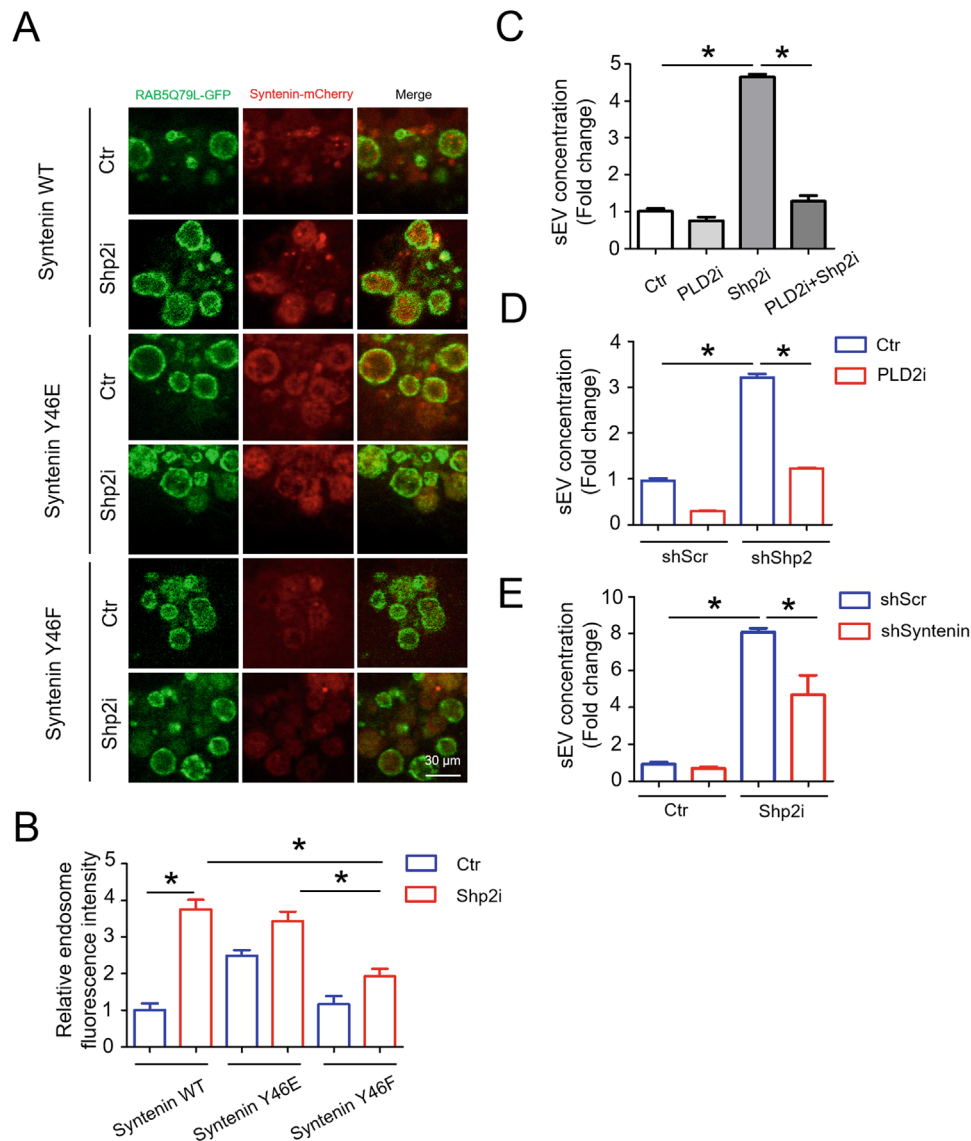 A
RAB5Q79L-GFP Syntenin-mCherry Merge
Syntenin WT
Ctr
Shp2i
Syntenin Y46E
Ctr
Shp2i
Syntenin Y46F
Ctr
Shp2i
30 μm
B
Relative endosome
fluorescence intensity
5
4
3
2
1
0
* * *
Ctr
Shp2i
Syntenin WT Syntenin Y46E Syntenin Y46F
C
sEV concentration
(Fold change)
5
4
3
2
1
0
* *
Ctr PLD2i Shp2i PLD2i+Shp2i
D
sEV concentration
(Fold change)
4
3
2
1
0
* *
Ctr
PLD2i
shScr shShp2
E
sEV concentration
(Fold change)
10
8
6
4
2
0
* *
shScr
shSyntenin
Ctr Shp2i